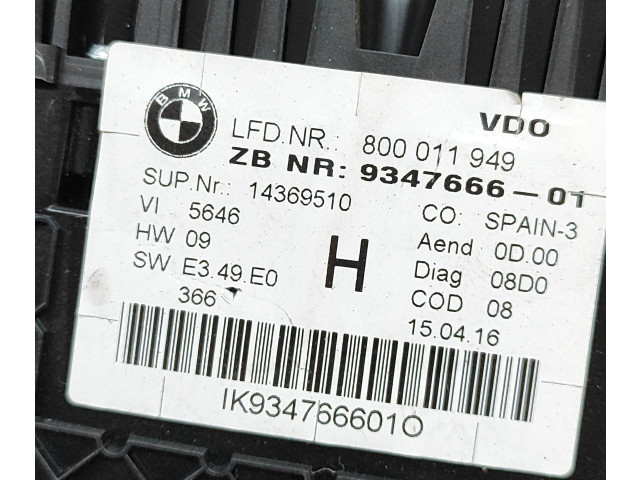 BMW
VDO
LFD.NR.: 800 011 949
ZB NR: 9347666-01
SUP.Nr.: 14369510
CO: SPAIN-3
VI 5646
Aend 0D.00
HW 09
H
Diag 08D0
SW E3.49.E0
COD 08
366
15.04.16
IK9347666010